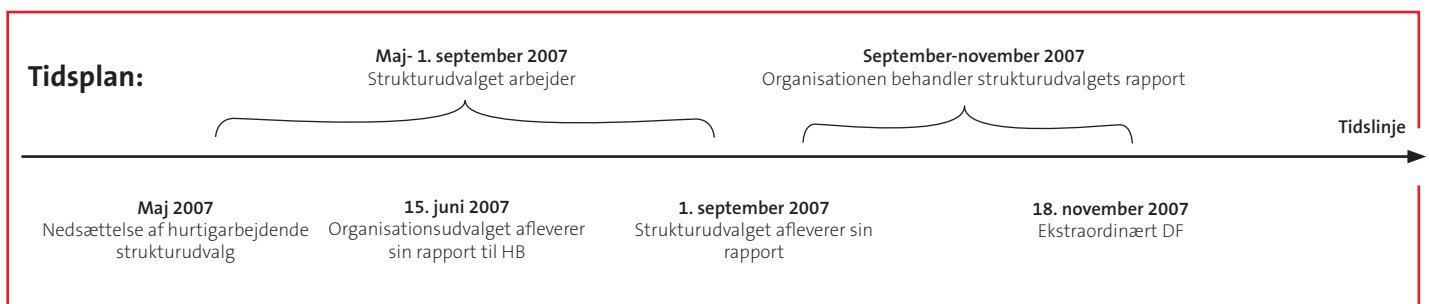 Tidsplan:
Maj- 1. september 2007
Strukturudvalget arbejder
September-november 2007
Organisationen behandler strukturudvalgets rapport
Tidslinje
Maj 2007
Nedsættelse af hurtigarbejdende
strukturudvalg
15. juni 2007
Organisationsudvalget afleverer
sin rapport til HB
1. september 2007
Strukturudvalget afleverer sin
rapport
18. november 2007
Ekstraordinært DF